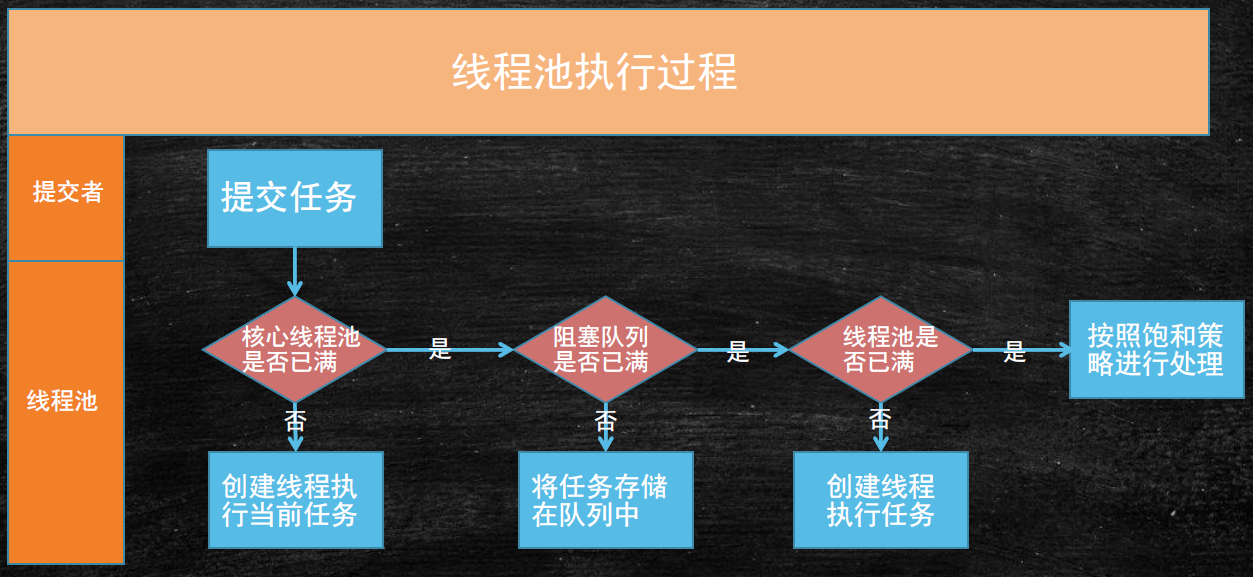 线程池执行过程
提交者
提交任务
线程池
核心线程池
是否已满
是
阻塞队列
是否已满
是
线程池是
否已满
是
按照饱和策
略进行处理
否
否
否
创建线程执
行当前任务
将任务存储
在队列中
创建线程
执行任务